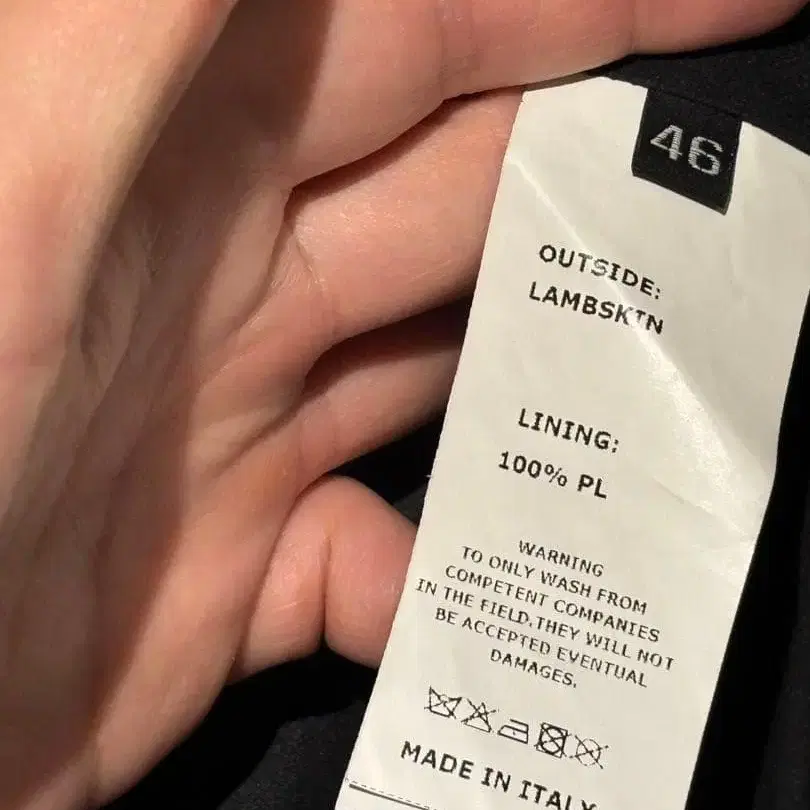 46
OUTSIDE:
LAMBSKIN
LINING:
100% PL
WARNING
TO ONLY WASH FROM
COMPETENT COMPANIES
IN THE FIELD.THEY WILL NOT
BE ACCEPTED EVENTUAL
DAMAGES.
MADE IN ITALY